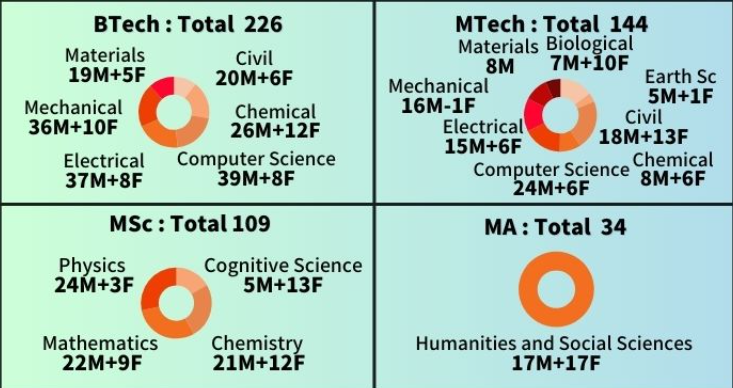 BTech : Total 226
Materials
19M+5F
Civil
20M+6F
Mechanical
36M+10F
Chemical
26M+12F
Electrical
37M+8F
Computer Science
39M+8F
MTech : Total 144
Materials
8M
Biological
7M+10F
Earth Sc
5M+1F
Mechanical
16M-1F
Civil
18M+13F
Electrical
15M+6F
Chemical
8M+6F
Computer Science
24M+6F
MSc : Total 109
Physics
24M+3F
Cognitive Science
5M+13F
Mathematics
22M+9F
Chemistry
21M+12F
MA : Total 34
Humanities and Social Sciences
17M+17F